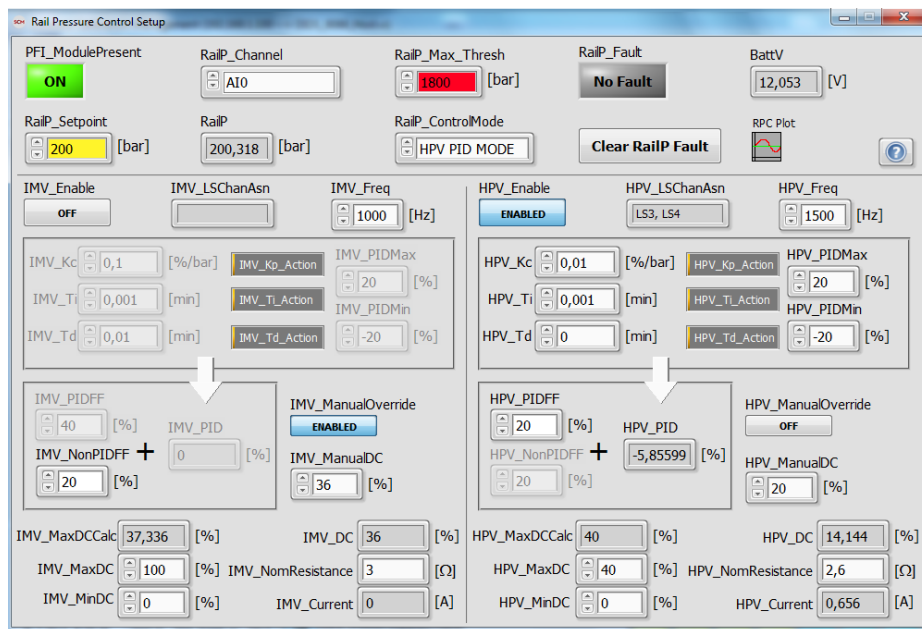 SCM Rail Pressure Control Setup
PFI_ModulePresent RailP_Channel RailP_Max_Thresh RailP_Fault BattV
ON AI0 1800 [bar] No Fault 12,053 [V]
RailP_Setpoint RailP RailP_ControlMode RPC Plot
200 [bar] 200,318 [bar] HPV PID MODE Clear RailP Fault ?
IMV_Enable IMV_LSChanAsn IMV_Freq HPV_Enable HPV_LSChanAsn HPV_Freq
OFF 1000 [Hz] ENABLED LS3, LS4 1500 [Hz]
IMV_Kc 0,1 [%/bar] IMV_Kp_Action IMV_PIDMax HPV_Kc 0,01 [%/bar] HPV_Kp_Action HPV_PIDMax
20 [%] 20 [%]
IMV_Ti 0,001 [min] IMV_Ti_Action IMV_PIDMin HPV_Ti 0,001 [min] HPV_Ti_Action HPV_PIDMin
IMV_Td 0,01 [min] IMV_Td_Action -20 [%] HPV_Td 0 [min] HPV_Td_Action -20 [%]
IMV_PIDFF IMV_ManualOverride HPV_PIDFF HPV_ManualOverride
40 [%] IMV_PID ENABLED 20 [%] HPV_PID OFF
IMV_NonPIDFF + 0 [%] IMV_ManualDC HPV_NonPIDFF + -5,85599 [%] HPV_ManualDC
20 [%] 36 [%] 20 [%] 20 [%]
IMV_MaxDCCalc 37,336 [%] IMV_DC 36 [%] HPV_MaxDCCalc 40 [%] HPV_DC 14,144 [%]
IMV_MaxDC 100 [%] IMV_NomResistance 3 [Ω] HPV_MaxDC 40 [%] HPV_NomResistance 2,6 [Ω]
IMV_MinDC 0 [%] IMV_Current 0 [A] HPV_MinDC 0 [%] HPV_Current 0,656 [A]